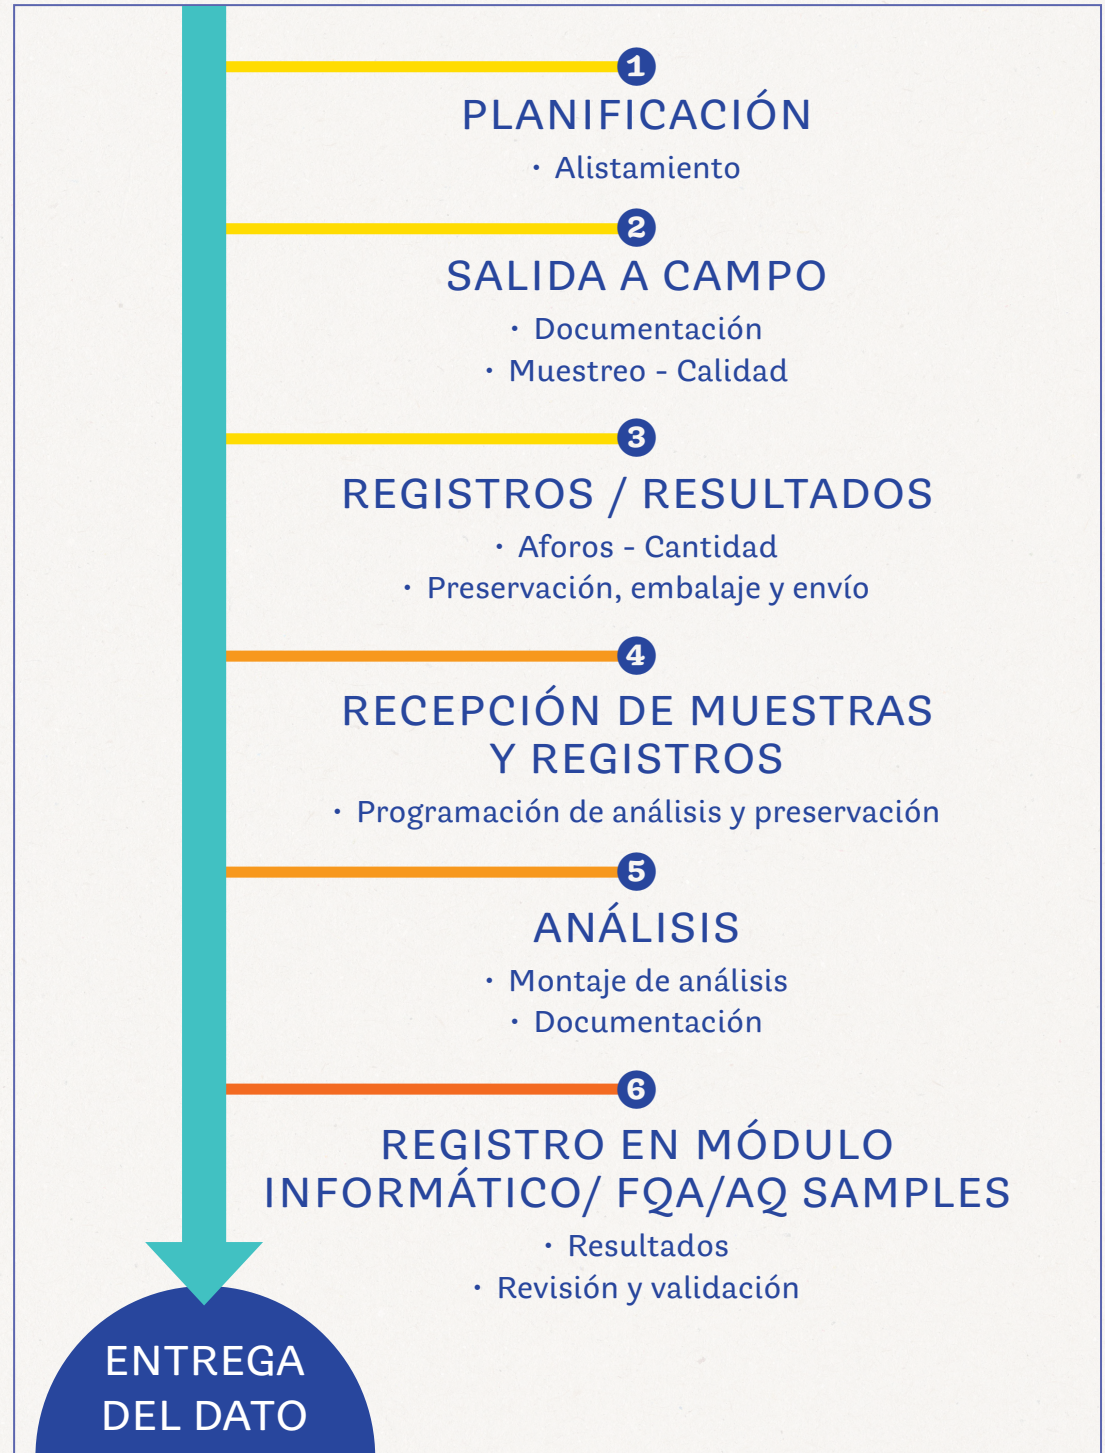 1
PLANIFICACIÓN
· Alistamiento
2
SALIDA A CAMPO
· Documentación
· Muestreo - Calidad
3
REGISTROS / RESULTADOS
· Aforos - Cantidad
· Preservación, embalaje y envío
4
RECEPCIÓN DE MUESTRAS
Y REGISTROS
· Programación de análisis y preservación
5
ANÁLISIS
· Montaje de análisis
· Documentación
6
REGISTRO EN MÓDULO
INFORMÁTICO/ FQA/AQ SAMPLES
· Resultados
· Revisión y validación
ENTREGA
DEL DATO